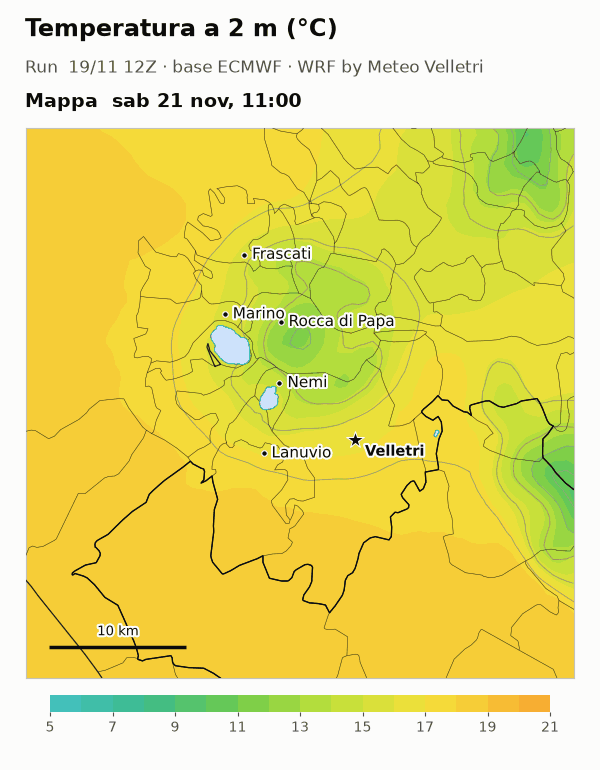 Temperatura a 2 m (°C)
Run  19/11 12Z · base ECMWF · WRF by Meteo Velletri
Mappa  sab 21 nov, 11:00
Frascati
Marino
Rocca di Papa
Nemi
Velletri
Lanuvio
10 km
5 7 9 11 13 15 17 19 21